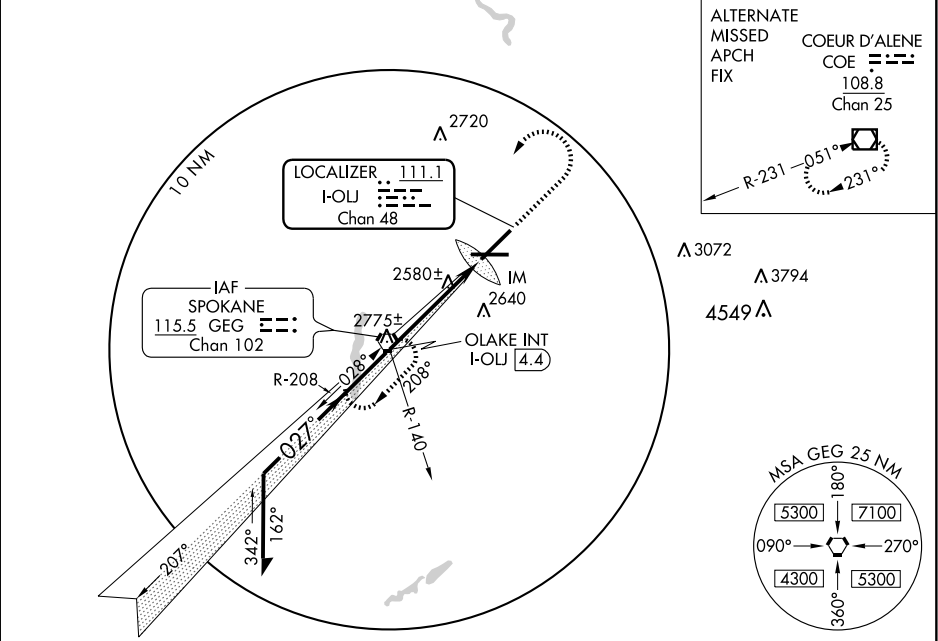 ALTERNATE
MISSED
APCH
FIX
COEUR D'ALENE
COE
108.8
Chan 25
R-231
051°
231°
10 NM
2720
LOCALIZER 111.1
I-OLJ
Chan 48
3072
3794
4549
2580±
IM
2640
IAF
SPOKANE
115.5 GEG
Chan 102
2775±
OLAKE INT
I-OLJ 4.4
R-208
028°
208°
R-140
027°
342°
162°
207°
MSA GEG 25 NM
180°
5300 7100
090° 270°
4300 5300
360°